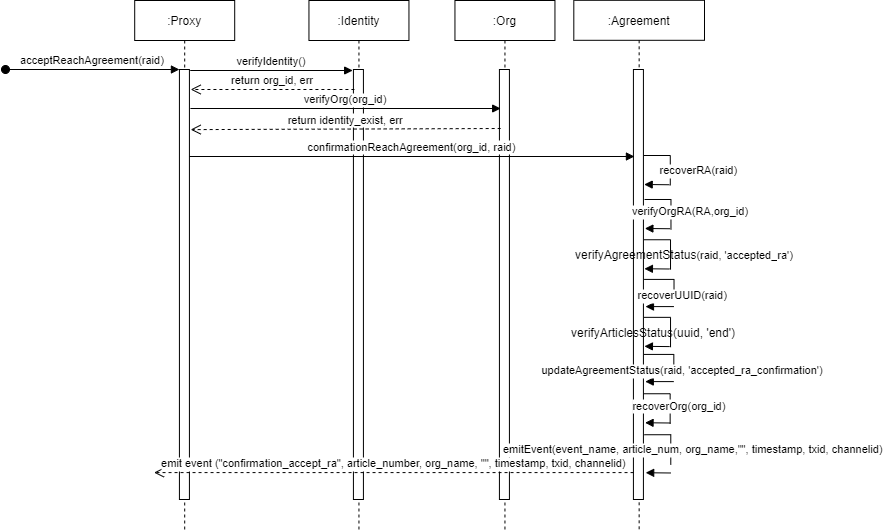 :Proxy
:Identity
:Org
:Agreement
acceptReachAgreement(raid)
verifyIdentity()
return org_id, err
verifyOrg(org_id)
return identity_exist, err
confirmationReachAgreement(org_id, raid)
recoverRA(raid)
verifyOrgRA(RA,org_id)
verifyAgreementStatus(raid, 'accepted_ra')
recoverUUID(raid)
verifyArticlesStatus(uuid, 'end')
updateAgreementStatus(raid, 'accepted_ra_confirmation')
recoverOrg(org_id)
emitEvent(event_name, article_num, org_name,"", timestamp, txid, channelid)
emit event ("confirmation_accept_ra", article_number, org_name, "", timestamp, txid, channelid)